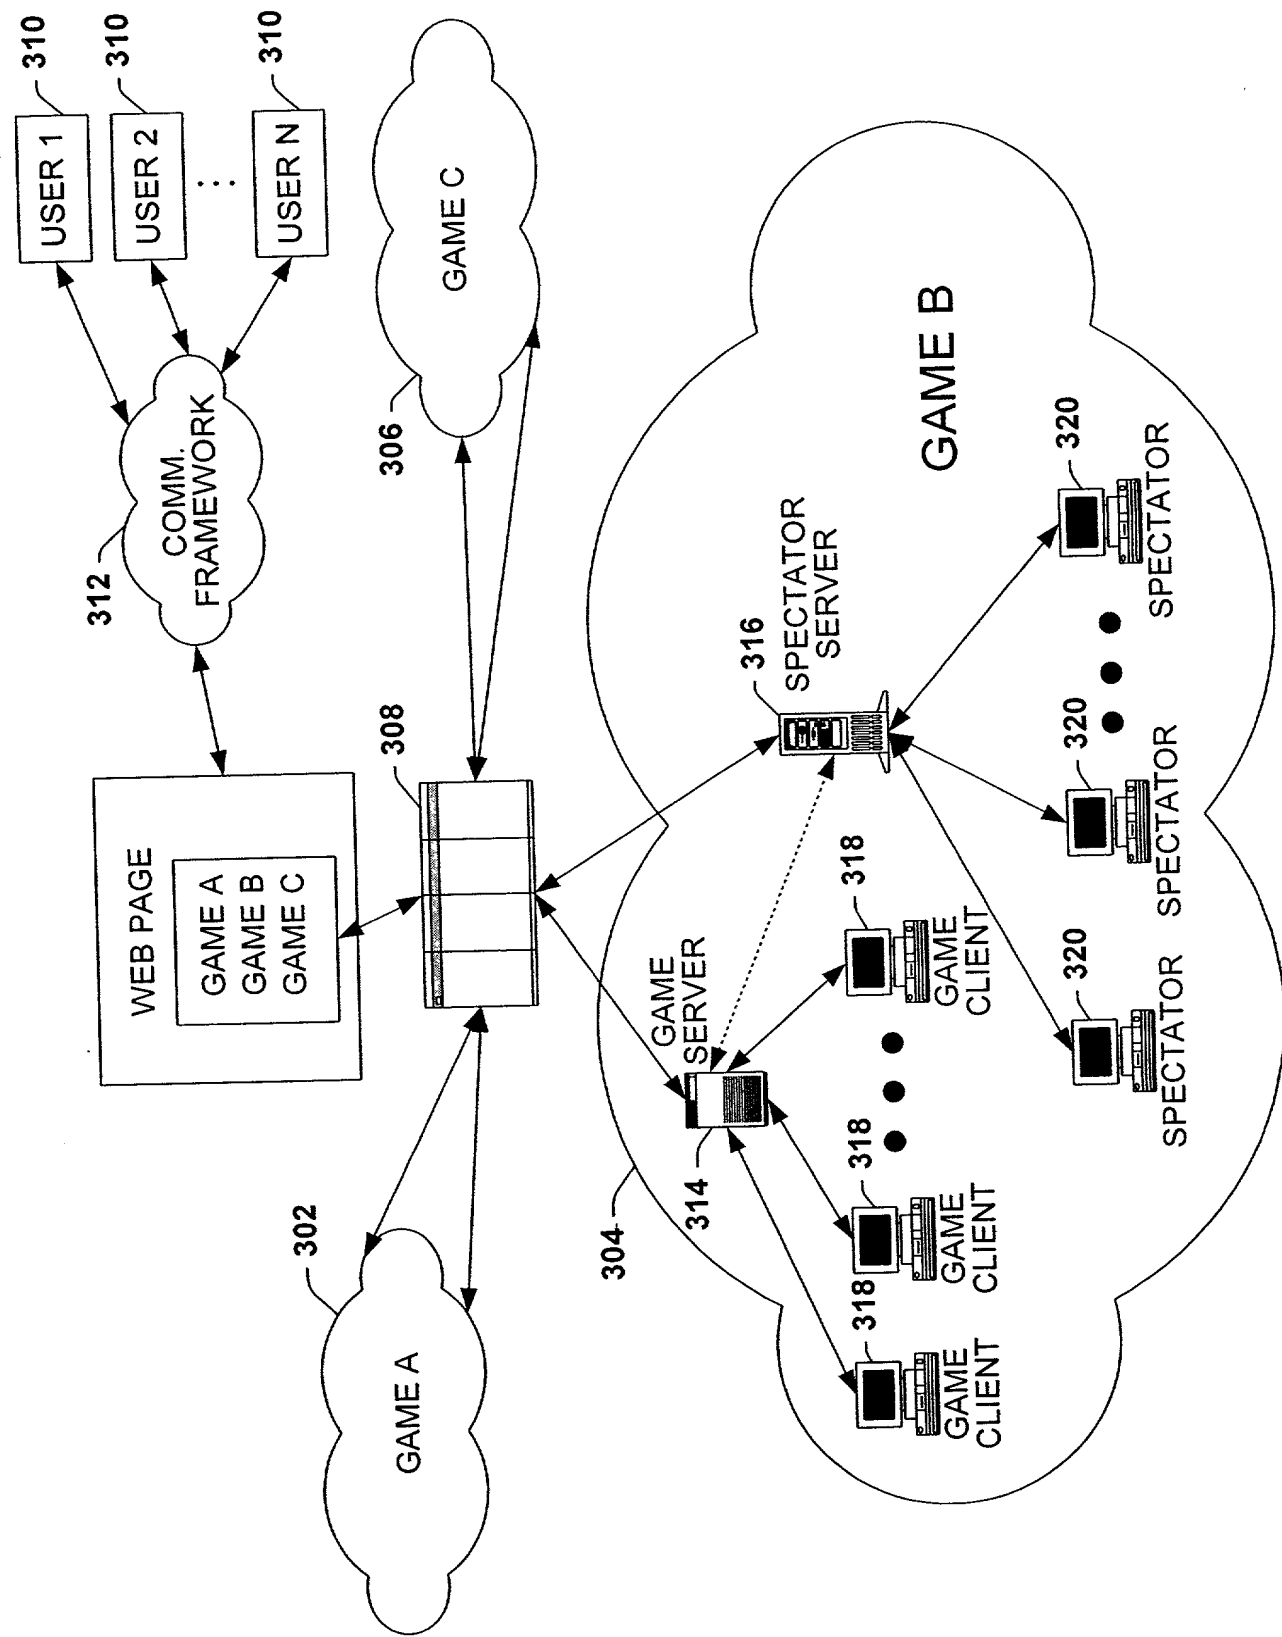 310
USER 1
310
USER 2
310
USER N
312
COMM.
FRAMEWORK
WEB PAGE
GAME A
GAME B
GAME C
308
302
GAME A
306
GAME C
304
GAME B
GAME
SERVER
314
316
SPECTATOR
SERVER
318
GAME
CLIENT
318
GAME
CLIENT
318
GAME
CLIENT
320
SPECTATOR
320
SPECTATOR
320
SPECTATOR